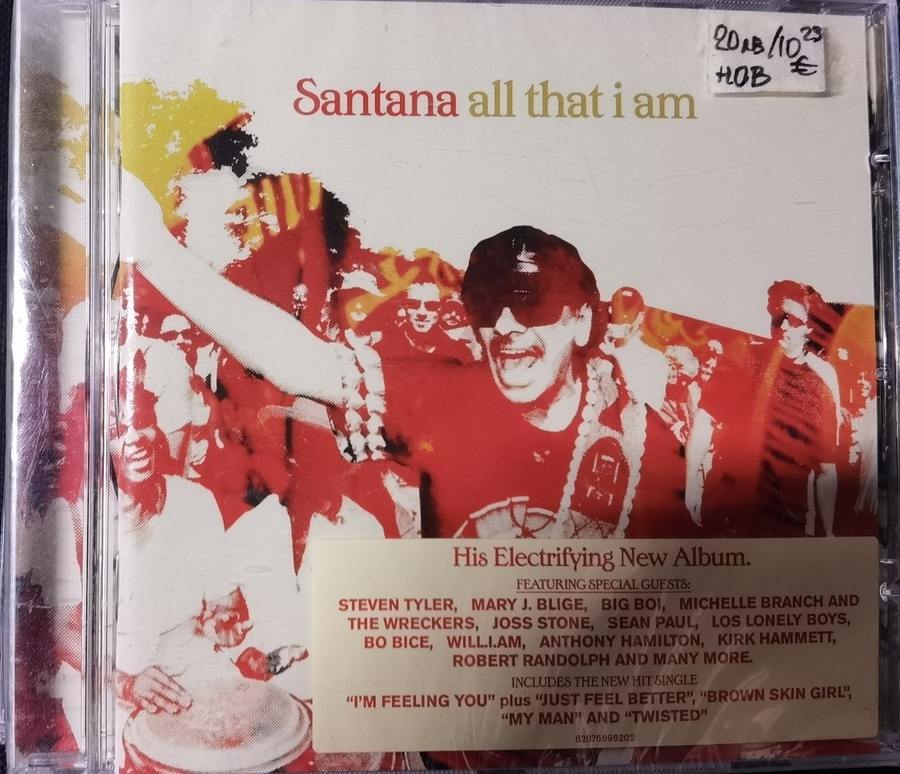 20лв/10²³
нов €
Santana all that i am
His Electrifying New Album.
FEATURING SPECIAL GUESTS:
STEVEN TYLER, MARY J. BLIGE, BIG BOI, MICHELLE BRANCH AND
THE WRECKERS, JOSS STONE, SEAN PAUL, LOS LONELY BOYS,
BO BICE, WILL.I.AM, ANTHONY HAMILTON, KIRK HAMMETT,
ROBERT RANDOLPH AND MANY MORE.
INCLUDES THE NEW HIT SINGLE
"I'M FEELING YOU" plus "JUST FEEL BETTER", "BROWN SKIN GIRL",
"MY MAN" AND "TWISTED"
82876696202